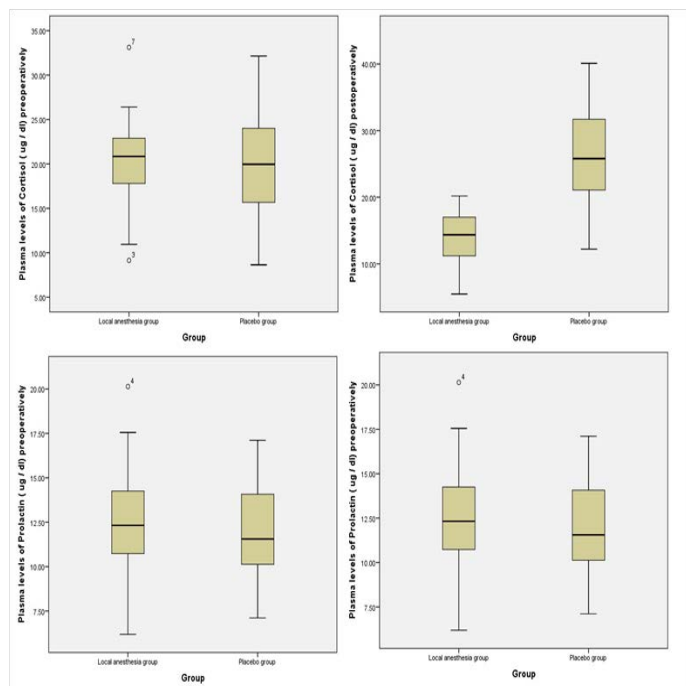 Plasma levels of Cortisol ( ug / dl) preoperatively
35.00
30.00
25.00
20.00
15.00
10.00
5.00
7
3
Local anesthesia group
Placebo group
Group
Plasma levels of Cortisol ( ug / dl) postoperatively
40.00
30.00
20.00
10.00
Local anesthesia group
Placebo group
Group
Plasma levels of Prolactin ( ug / dl) preoperatively
20.00
17.50
15.00
12.50
10.00
7.50
4
Local anesthesia group
Placebo group
Group
Plasma levels of Prolactin ( ug / dl) preoperatively
20.00
17.50
15.00
12.50
10.00
7.50
4
Local anesthesia group
Placebo group
Group